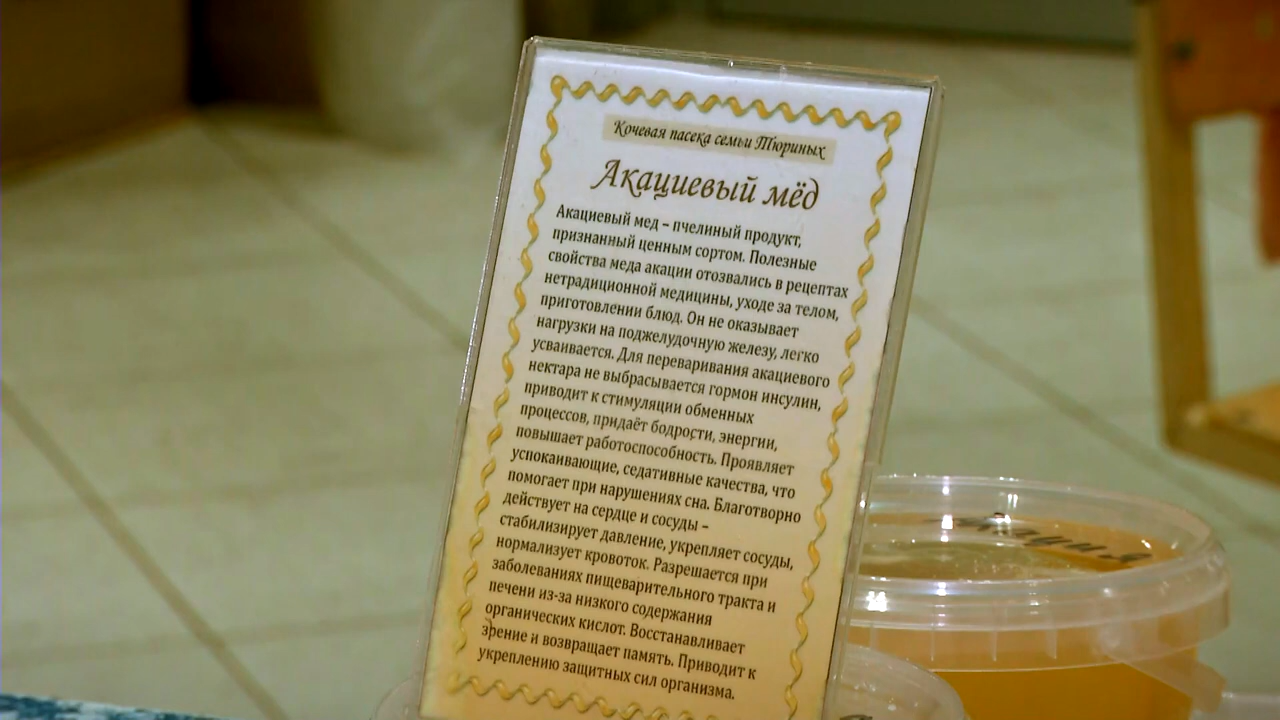 Кочевая пасека семьи Тюриных
Акациевый мёд
Акациевый мед – пчелиный продукт,
признанный ценным сортом. Полезные
свойства меда акации отозвались в рецептах
нетрадиционной медицины, уходе за телом,
приготовлении блюд. Он не оказывает
нагрузки на поджелудочную железу, легко
усваивается. Для переваривания акациевого
нектара не выбрасывается гормон инсулин,
приводит к стимуляции обменных
процессов, придаёт бодрости, энергии,
повышает работоспособность. Проявляет
успокаивающие, седативные качества, что
помогает при нарушениях сна. Благотворно
действует на сердце и сосуды –
стабилизирует давление, укрепляет сосуды,
нормализует кровоток. Разрешается при
заболеваниях пищеварительного тракта и
печени из-за низкого содержания
органических кислот. Восстанавливает
зрение и возвращает память. Приводит к
укреплению защитных сил организма.
Акация